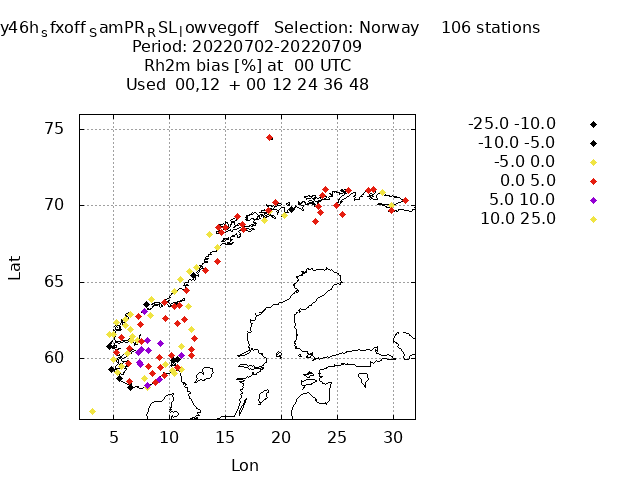 y46h_sfxoff_SamPR_RSL_lowvegoff Selection: Norway 106 stations
Period: 20220702-20220709
Rh2m bias [%] at 00 UTC
Used 00,12 + 00 12 24 36 48
-25.0 -10.0
-10.0 -5.0
-5.0 0.0
0.0 5.0
5.0 10.0
10.0 25.0
75
70
65
60
Lat
5 10 15 20 25 30
Lon